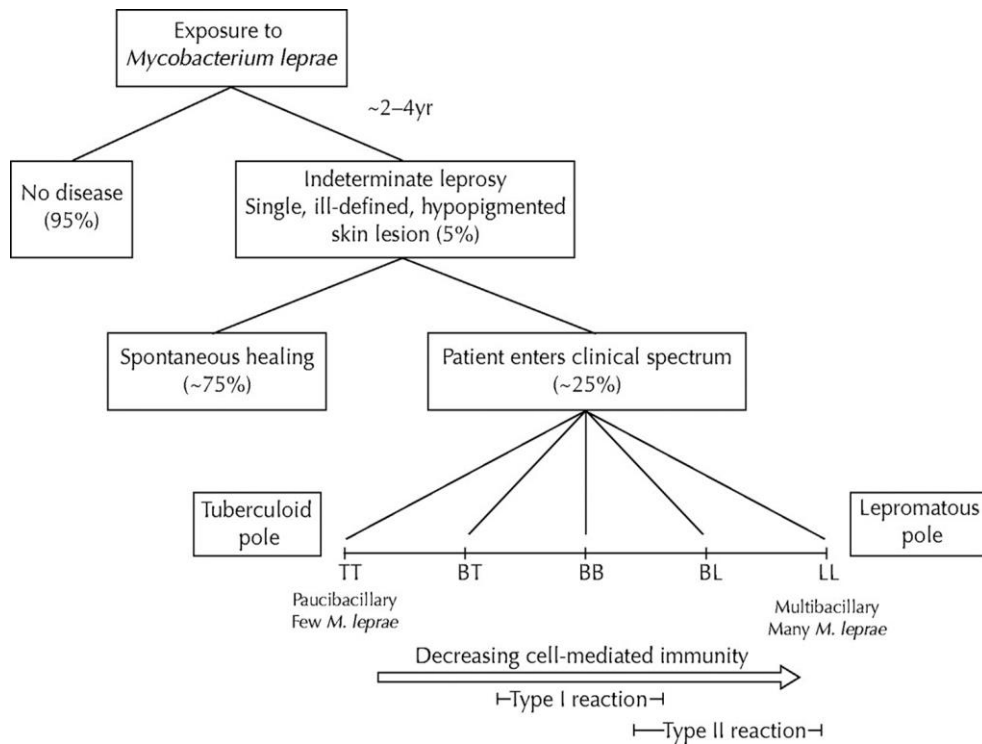 Exposure to
Mycobacterium leprae
~2–4yr
No disease
(95%)
Indeterminate leprosy
Single, ill-defined, hypopigmented
skin lesion (5%)
Spontaneous healing
(~75%)
Patient enters clinical spectrum
(~25%)
Tuberculoid
pole
Lepromatous
pole
TT
BT
BB
BL
LL
Paucibacillary
Few M. leprae
Multibacillary
Many M. leprae
Decreasing cell-mediated immunity
Type I reaction
Type II reaction